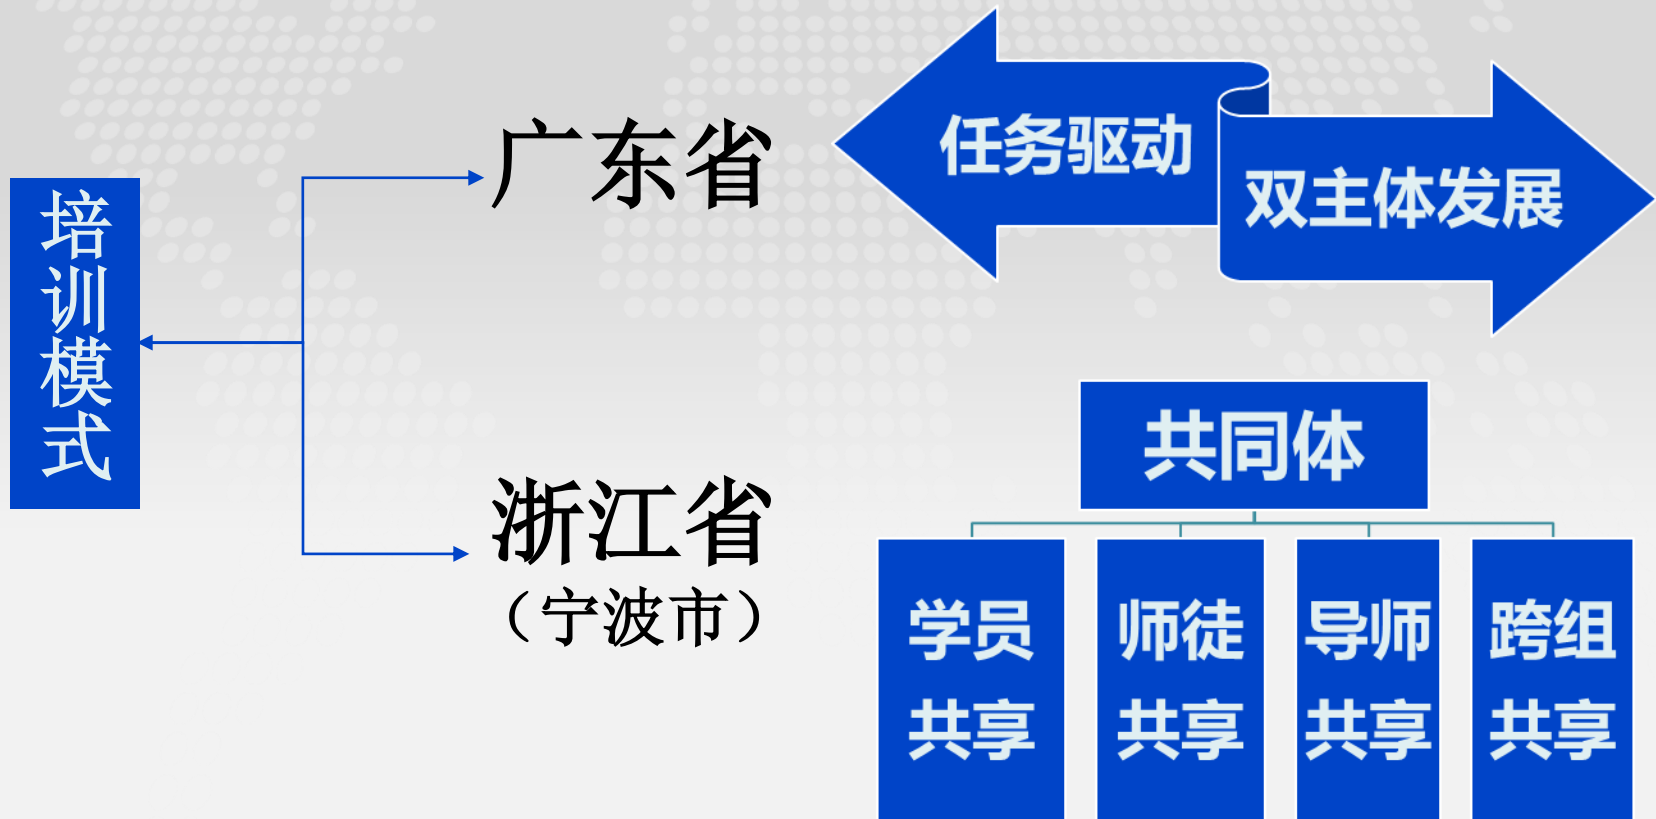 培训模式
广东省
任务驱动
双主体发展
浙江省
（宁波市）
共同体
学员
共享
师徒
共享
导师
共享
跨组
共享